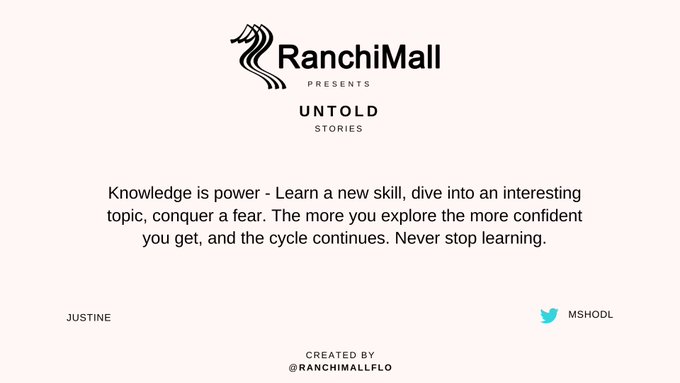 RanchiMall
PRESENTS
UNTOLD
STORIES
Knowledge is power - Learn a new skill, dive into an interesting
topic, conquer a fear. The more you explore the more confident
you get, and the cycle continues. Never stop learning.
JUSTINE
MSHODL
CREATED BY
@RANCHIMALLFLO